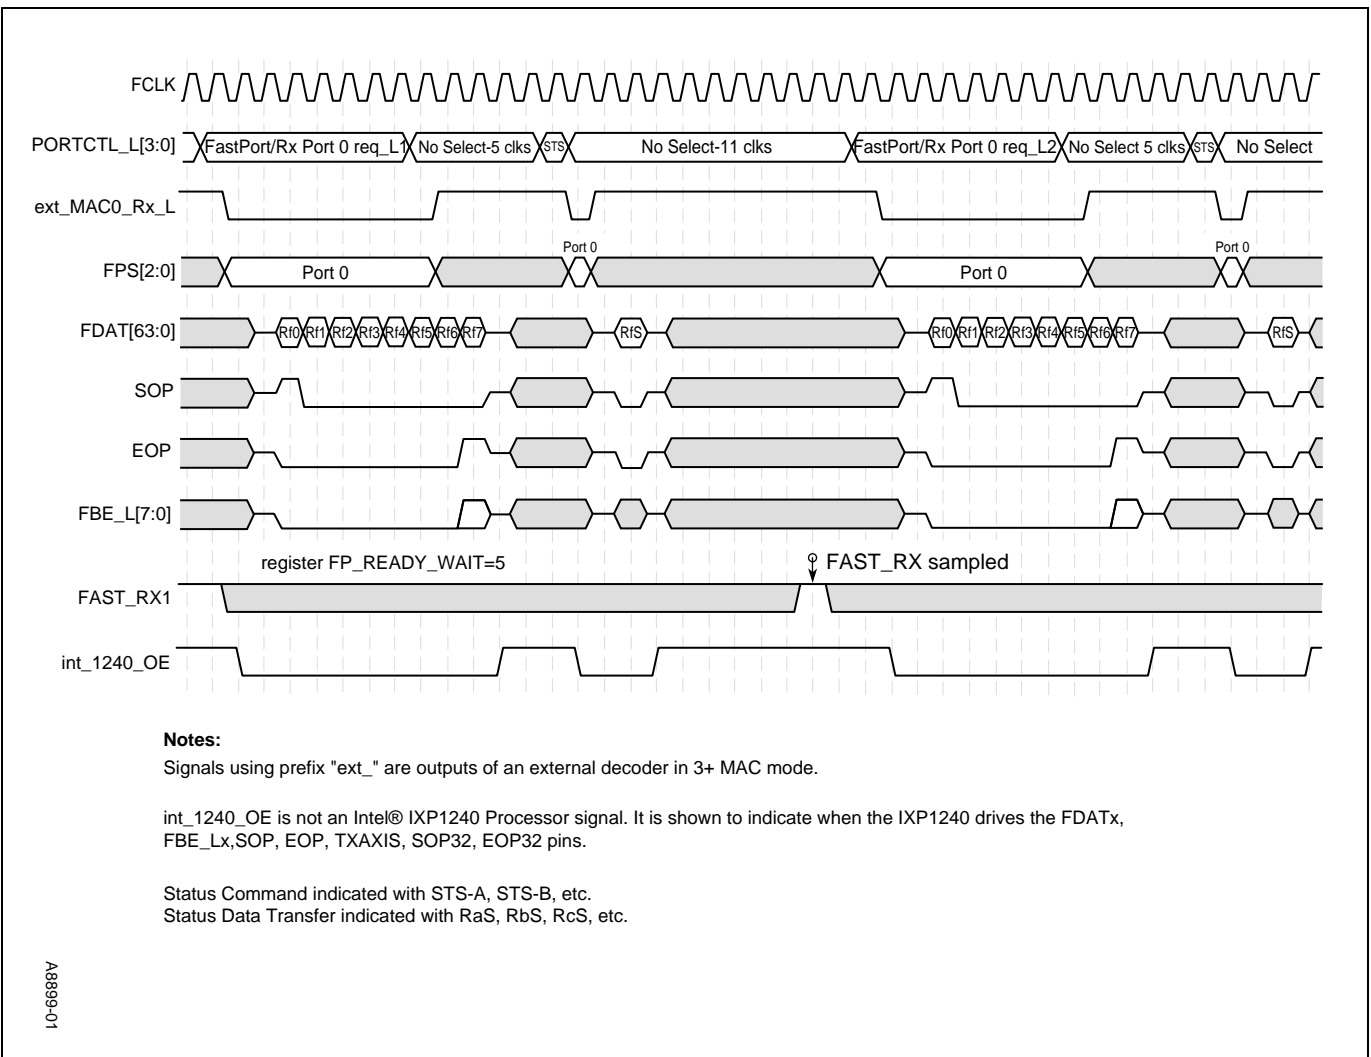 FCLK
PORTCTL_L[3:0] FastPort/Rx Port 0 req_L1 No Select-5 clks STS No Select-11 clks FastPort/Rx Port 0 req_L2 No Select 5 clks STS No Select
ext_MAC0_Rx_L
Port 0 Port 0
FPS[2:0] Port 0 Port 0
FDAT[63:0] Rf0 Rf1 Rf2 Rf3 Rf4 Rf5 Rf6 Rf7 RfS Rf0 Rf1 Rf2 Rf3 Rf4 Rf5 Rf6 Rf7 RfS
SOP
EOP
FBE_L[7:0]
register FP_READY_WAIT=5 FAST_RX sampled
FAST_RX1
int_1240_OE
Notes:
Signals using prefix "ext_" are outputs of an external decoder in 3+ MAC mode.
int_1240_OE is not an Intel® IXP1240 Processor signal. It is shown to indicate when the IXP1240 drives the FDATx,
FBE_Lx,SOP, EOP, TXAXIS, SOP32, EOP32 pins.
Status Command indicated with STS-A, STS-B, etc.
Status Data Transfer indicated with RaS, RbS, RcS, etc.
A8899-01